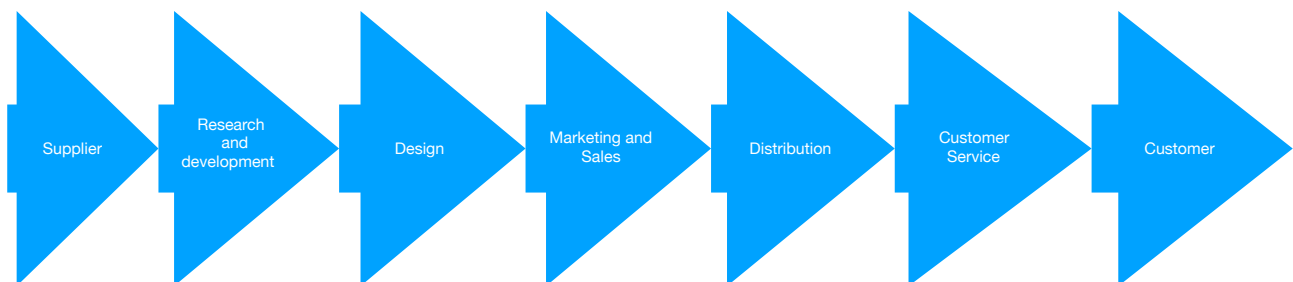 Supplier
Research
and
development
Design
Marketing and
Sales
Distribution
Customer
Service
Customer